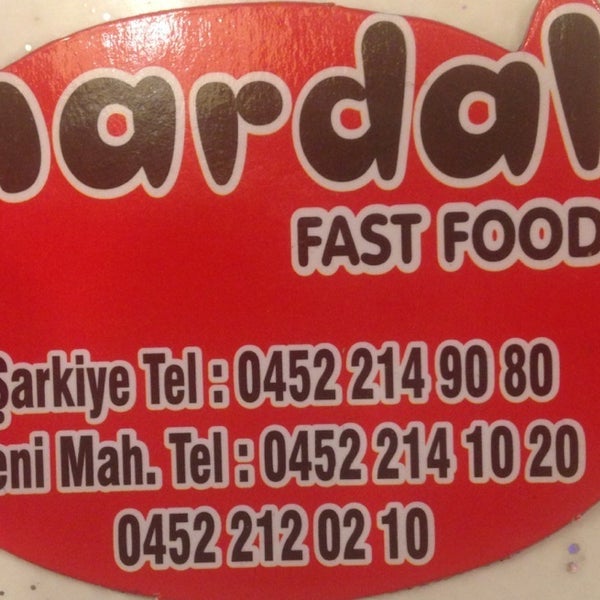 hardal
FAST FOOD
Şarkiye Tel : 0452 214 90 80
eni Mah. Tel : 0452 214 10 20
0452 212 02 10